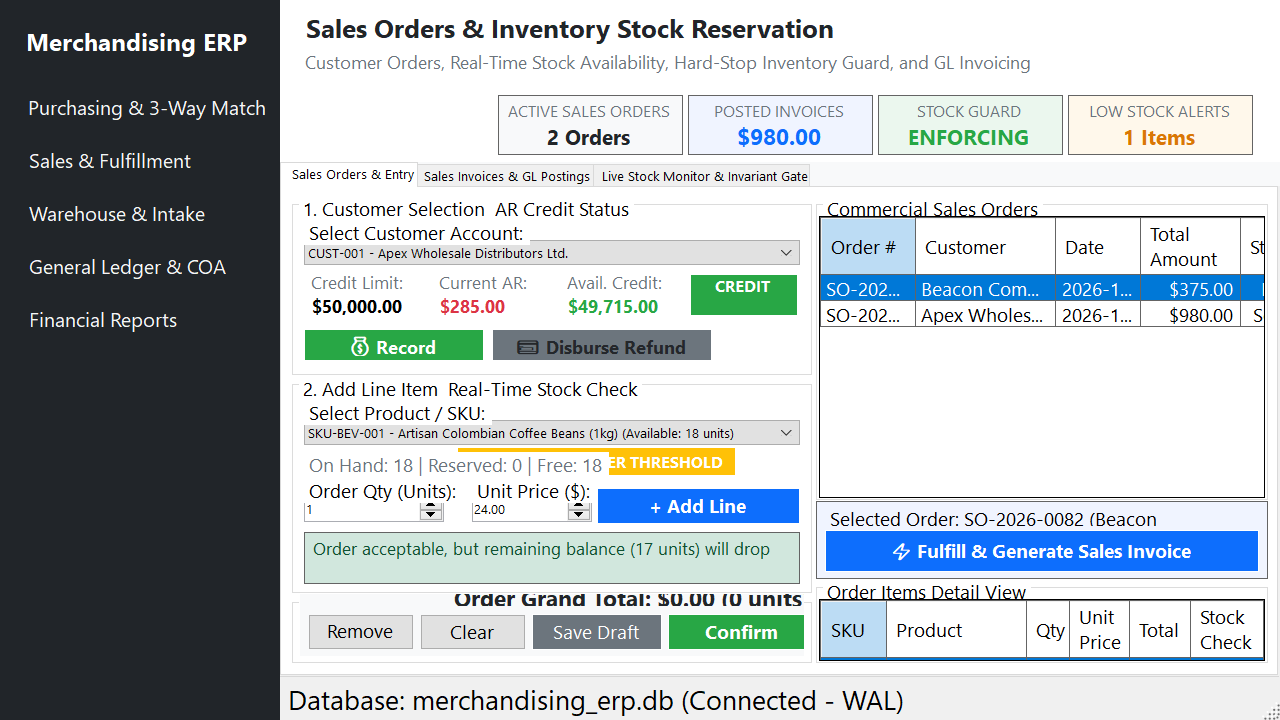 Merchandising ERP
Purchasing & 3-Way Match
Sales & Fulfillment
Warehouse & Intake
General Ledger & COA
Financial Reports
Sales Orders & Inventory Stock Reservation
Customer Orders, Real-Time Stock Availability, Hard-Stop Inventory Guard, and GL Invoicing
ACTIVE SALES ORDERS
2 Orders
POSTED INVOICES
$980.00
STOCK GUARD
ENFORCING
LOW STOCK ALERTS
1 Items
Sales Orders & Entry
Sales Invoices & GL Postings
Live Stock Monitor & Invariant Gate
1. Customer Selection  AR Credit Status
Select Customer Account:
CUST-001 - Apex Wholesale Distributors Ltd.
Credit Limit:
$50,000.00
Current AR:
$285.00
Avail. Credit:
$49,715.00
CREDIT
Record
Disburse Refund
2. Add Line Item  Real-Time Stock Check
Select Product / SKU:
SKU-BEV-001 - Artisan Colombian Coffee Beans (1kg) (Available: 18 units)
On Hand: 18 | Reserved: 0 | Free: 18
ER THRESHOLD
Order Qty (Units):
1
Unit Price ($):
24.00
+ Add Line
Order acceptable, but remaining balance (17 units) will drop
Order Grand Total: $0.00 (0 units
Remove
Clear
Save Draft
Confirm
Commercial Sales Orders
Order # Customer Date Total Amount St
SO-202... Beacon Com... 2026-1... $375.00
SO-202... Apex Wholes... 2026-1... $980.00 S
Selected Order: SO-2026-0082 (Beacon
Fulfill & Generate Sales Invoice
Order Items Detail View
SKU Product Qty Unit Price Total Stock Check
Database: merchandising_erp.db (Connected - WAL)